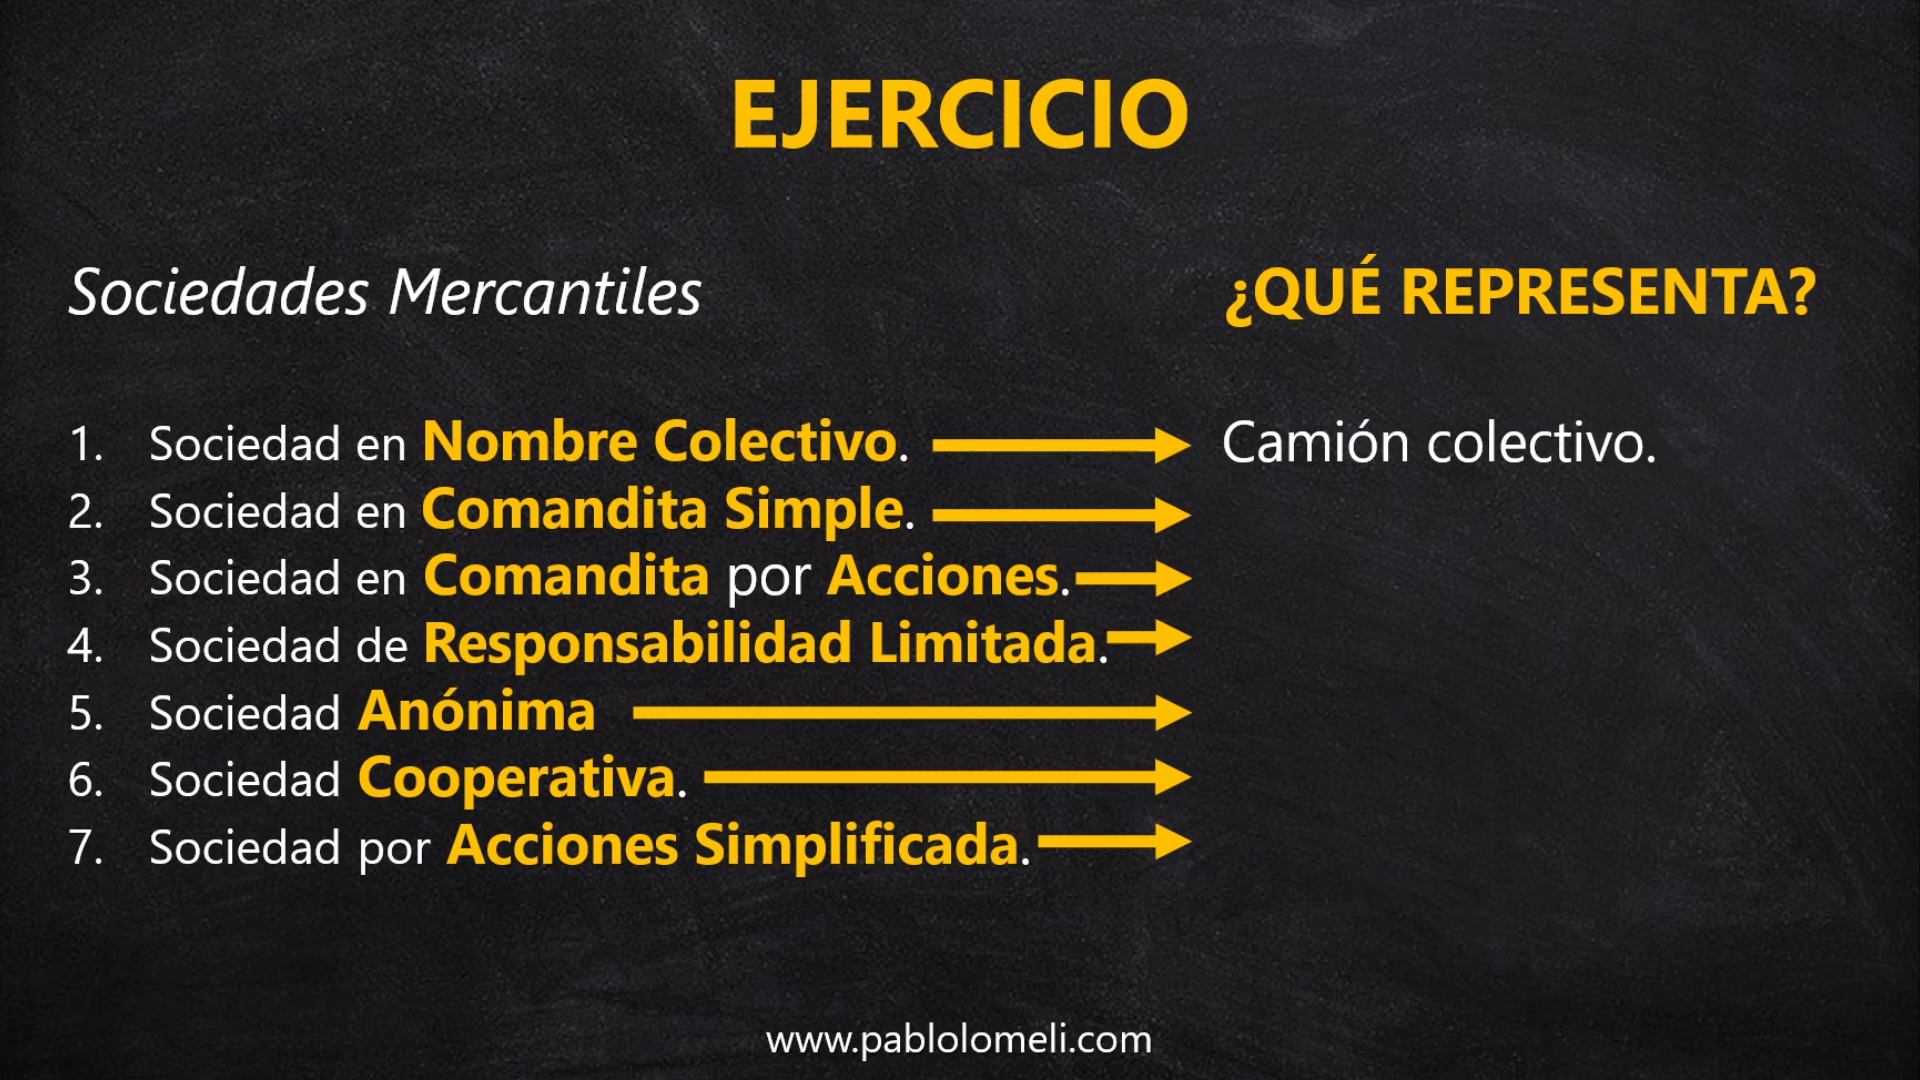 EJERCICIO
Sociedades Mercantiles
¿QUÉ REPRESENTA?
1. Sociedad en Nombre Colectivo.
Camión colectivo.
2. Sociedad en Comandita Simple.
3. Sociedad en Comandita por Acciones.
4. Sociedad de Responsabilidad Limitada.
5. Sociedad Anónima
6. Sociedad Cooperativa.
7. Sociedad por Acciones Simplificada.
www.pablolomeli.com